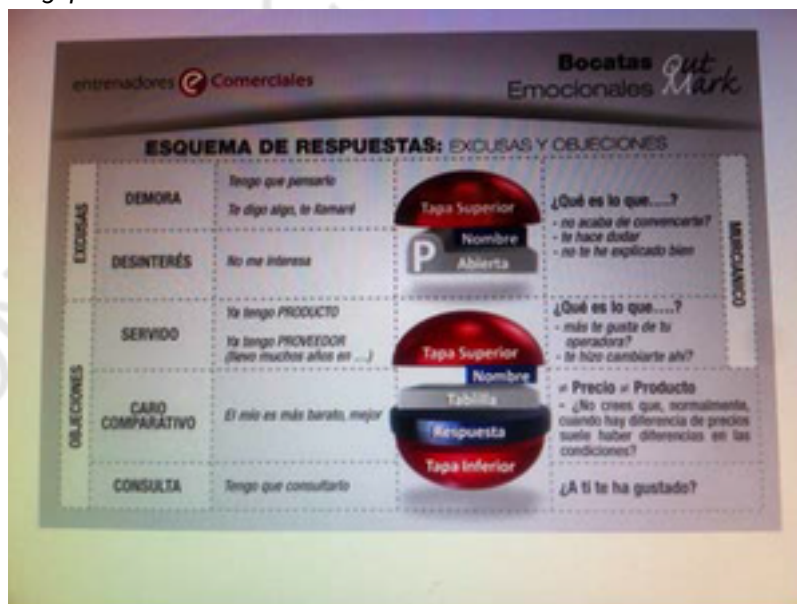 entrenadores e Comerciales
Bocatas Out
Emocionales Mark
ESQUEMA DE RESPUESTAS: EXCUSAS Y OBJECIONES
EXCUSAS
DEMORA
Tengo que pensarlo
Te digo algo, te llamaré
DESINTERÉS
No me interesa
Tapa Superior
Nombre
P Abierta
¿Qué es lo que....?
- no acaba de convencerte?
- te hace dudar
- no te he explicado bien
MURCIÁNICO
OBJECIONES
SERVIDO
Ya tengo PRODUCTO
Ya tengo PROVEEDOR
(llevo muchos años en ...)
CARO
COMPARATIVO
El mío es más barato, mejor
CONSULTA
Tengo que consultarlo
Tapa Superior
Nombre
Tablilla
Respuesta
Tapa Inferior
¿Qué es lo que....?
- más te gusta de tu
operadora?
- te hizo cambiarte ahí?
≠ Precio ≠ Producto
- ¿No crees que, normalmente,
cuando hay diferencia de precios
suele haber diferencias en las
condiciones?
¿A ti te ha gustado?